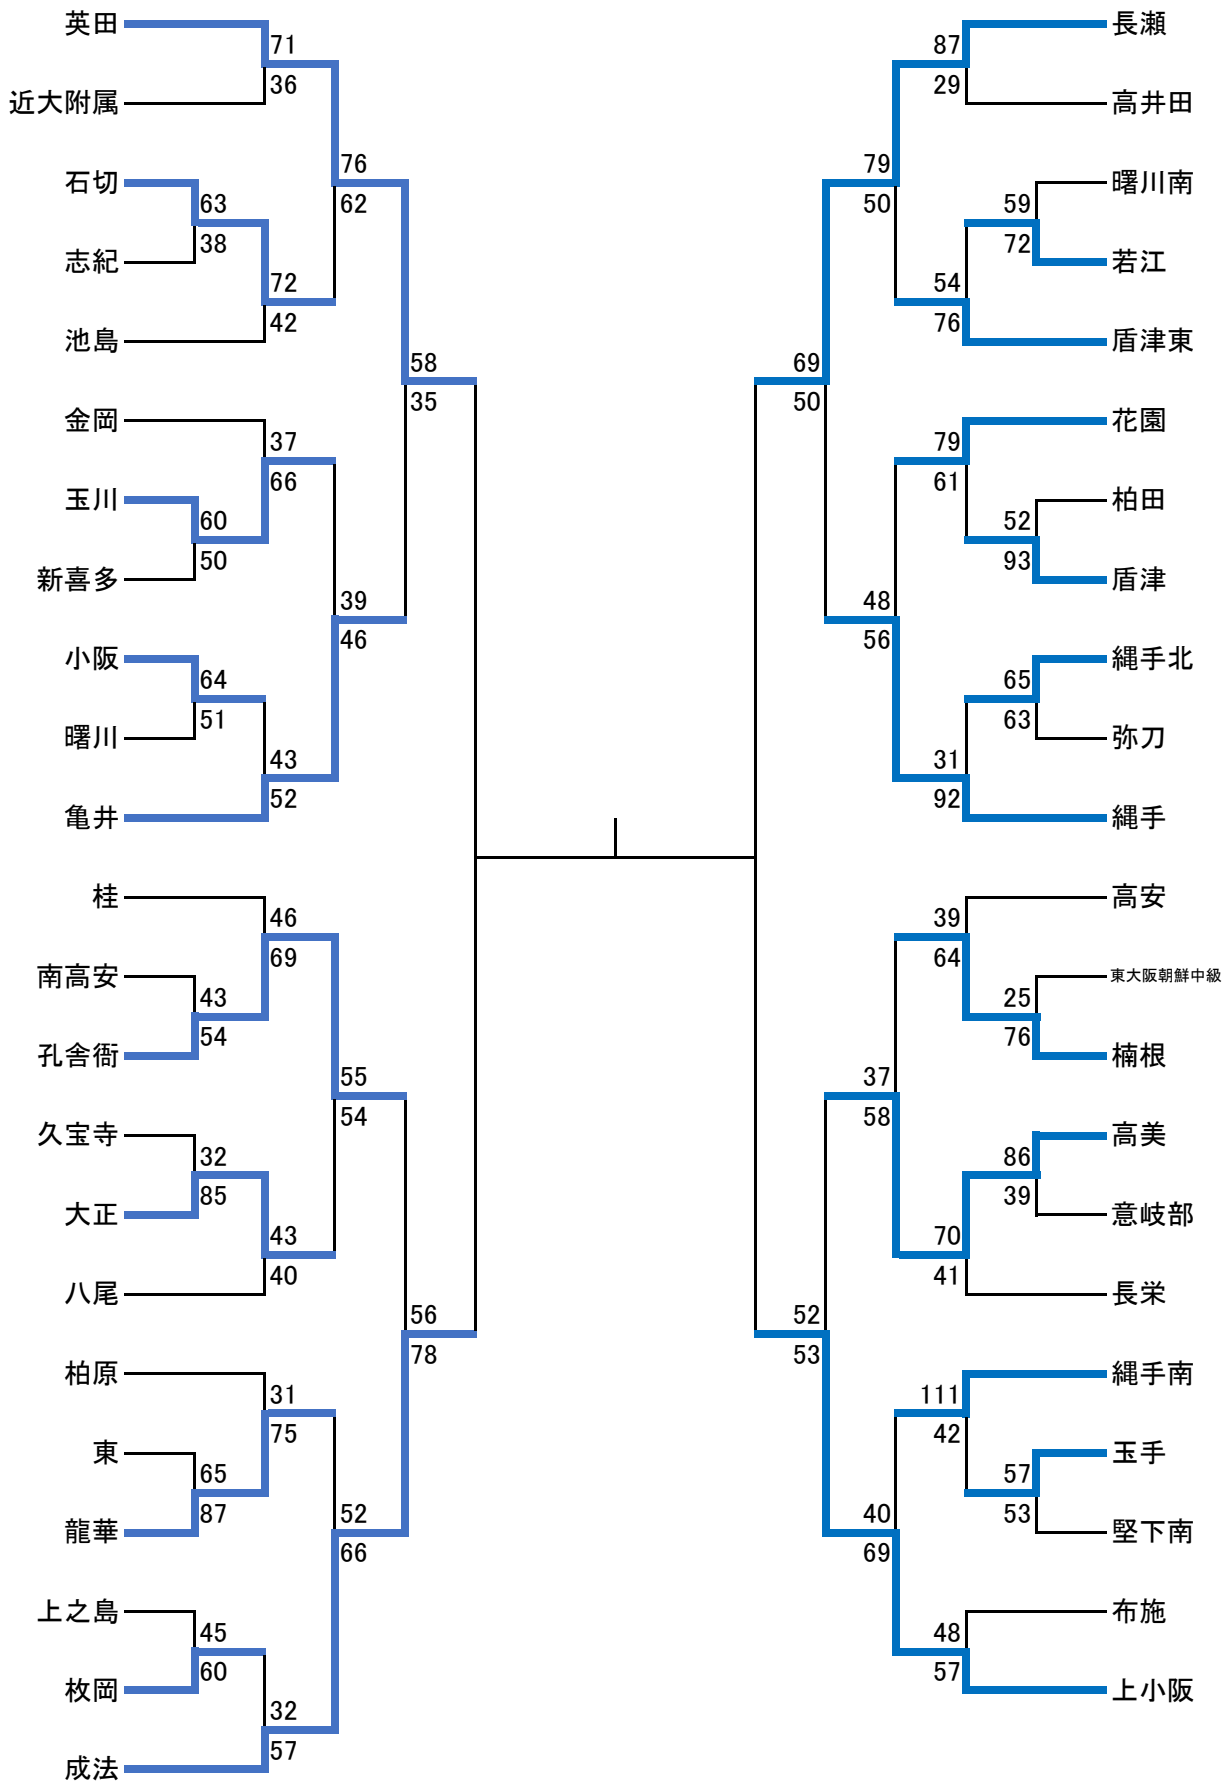 英田
71
36
近大附属
76
62
石切
63
38
志紀
72
42
池島
58
35
金岡
37
66
玉川
60
50
新喜多
39
46
小阪
64
51
曙川
43
52
亀井
桂
46
69
南高安
43
54
孔舎衙
55
54
久宝寺
32
85
大正
43
40
八尾
56
78
柏原
31
75
東
65
87
龍華
52
66
上之島
45
60
枚岡
32
57
成法
長瀬
87
29
高井田
79
50
曙川南
59
72
若江
54
76
盾津東
69
50
花園
79
61
柏田
52
93
盾津
48
56
縄手北
65
63
弥刀
31
92
縄手
高安
39
64
東大阪朝鮮中級
25
76
楠根
37
58
高美
86
39
意岐部
70
41
長栄
52
53
縄手南
111
42
玉手
57
53
堅下南
40
69
布施
48
57
上小阪